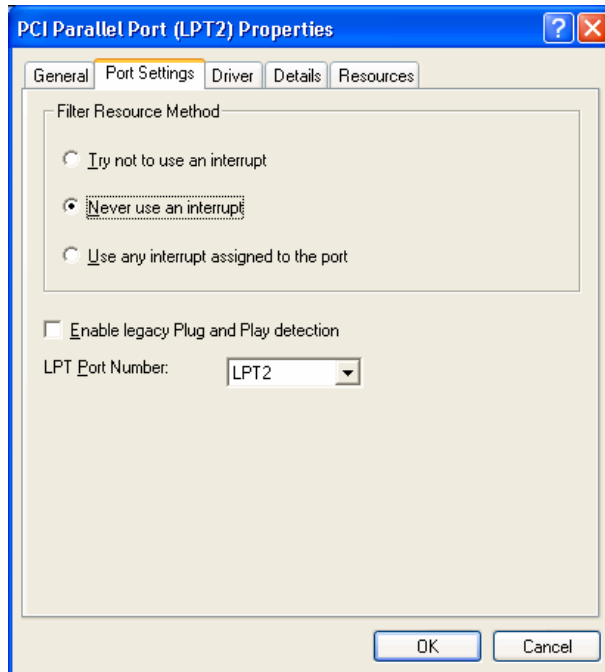 PCI Parallel Port (LPT2) Properties
General Port Settings Driver Details Resources
Filter Resource Method
Try not to use an interrupt
Never use an interrupt
Use any interrupt assigned to the port
Enable legacy Plug and Play detection
LPT Port Number: LPT2
OK Cancel